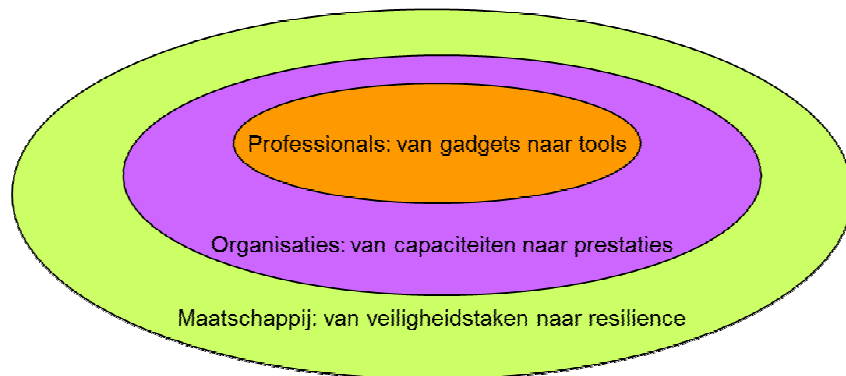 Professionals: van gadgets naar tools
Organisaties: van capaciteiten naar prestaties
Maatschappij: van veiligheidstaken naar resilience